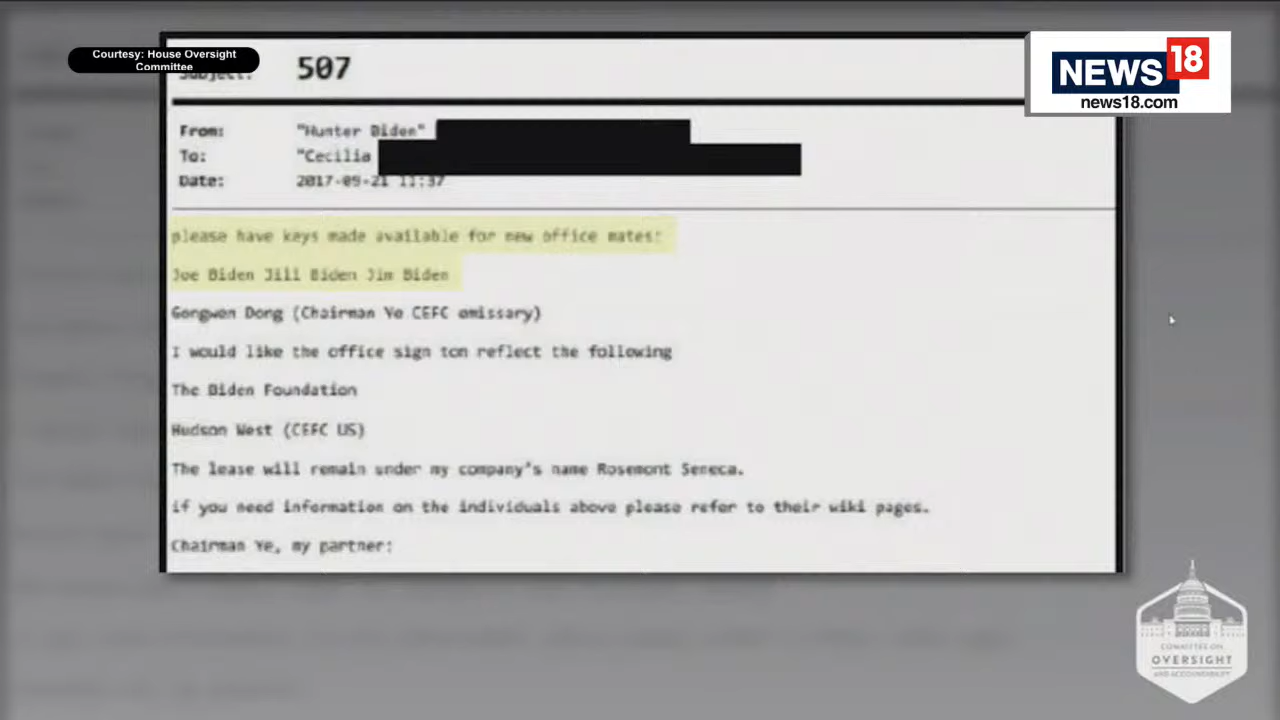 Courtesy: House Oversight
Committee
NEWS 18
news18.com
Subject: 507
From: "Hunter Biden"
To: "Cecilia
Date: 2017-09-21 11:37
please have keys made available for new office mates:
Joe Biden Jill Biden Jim Biden
Gongwen Dong (Chairman Ye CEFC emissary)
I would like the office sign ton reflect the following
The Biden Foundation
Hudson West (CEFC US)
The lease will remain under my company's name Rosemont Seneca.
if you need information on the individuals above please refer to their wiki pages.
Chairman Ye, my partner:
COMMITTEE ON
OVERSIGHT
AND ACCOUNTABILITY